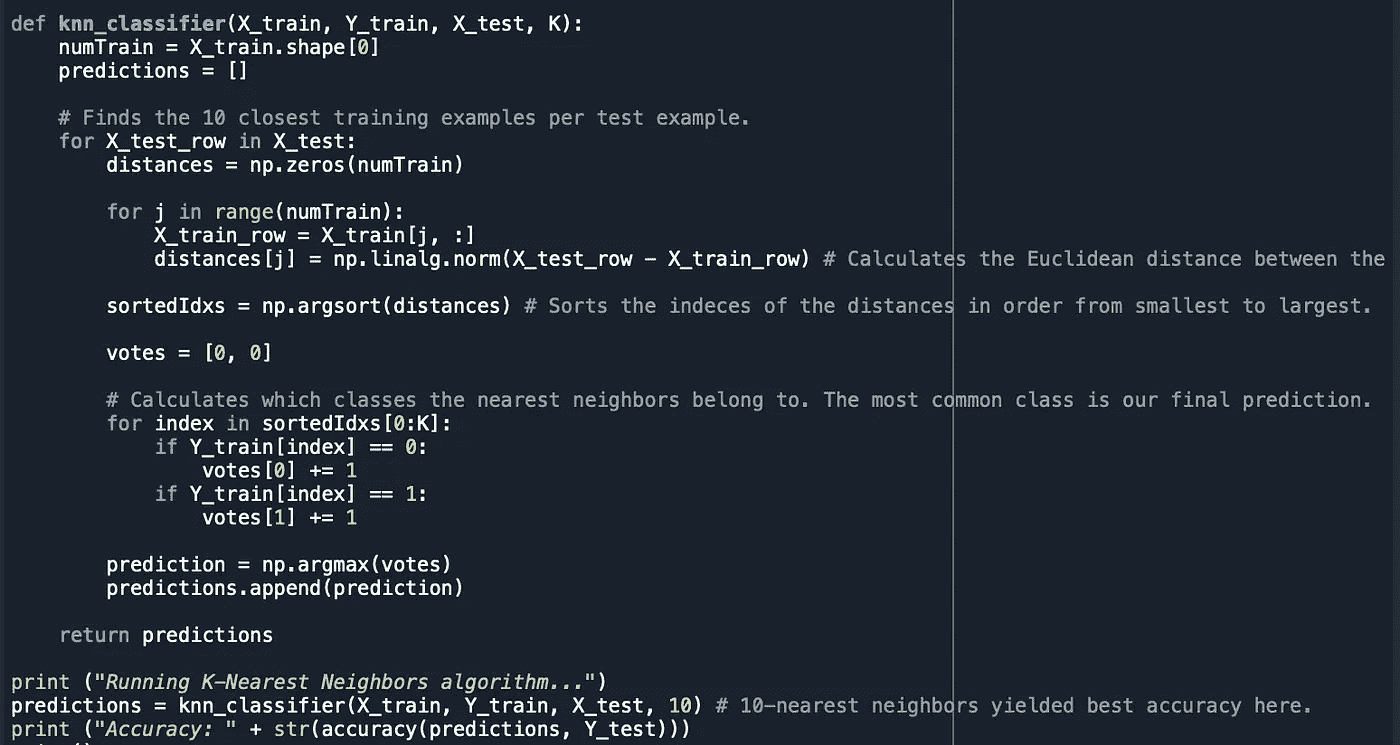 def knn_classifier(X_train, Y_train, X_test, K):
    numTrain = X_train.shape[0]
    predictions = []
    # Finds the 10 closest training examples per test example.
    for X_test_row in X_test:
        distances = np.zeros(numTrain)
        for j in range(numTrain):
            X_train_row = X_train[j, :]
            distances[j] = np.linalg.norm(X_test_row - X_train_row) # Calculates the Euclidean distance between the
        sortedIdxs = np.argsort(distances) # Sorts the indeces of the distances in order from smallest to largest.
        votes = [0, 0]
        # Calculates which classes the nearest neighbors belong to. The most common class is our final prediction.
        for index in sortedIdxs[0:K]:
            if Y_train[index] == 0:
                votes[0] += 1
            if Y_train[index] == 1:
                votes[1] += 1
        prediction = np.argmax(votes)
        predictions.append(prediction)
    return predictions
print ("Running K-Nearest Neighbors algorithm...")
predictions = knn_classifier(X_train, Y_train, X_test, 10) # 10-nearest neighbors yielded best accuracy here.
print ("Accuracy: " + str(accuracy(predictions, Y_test)))